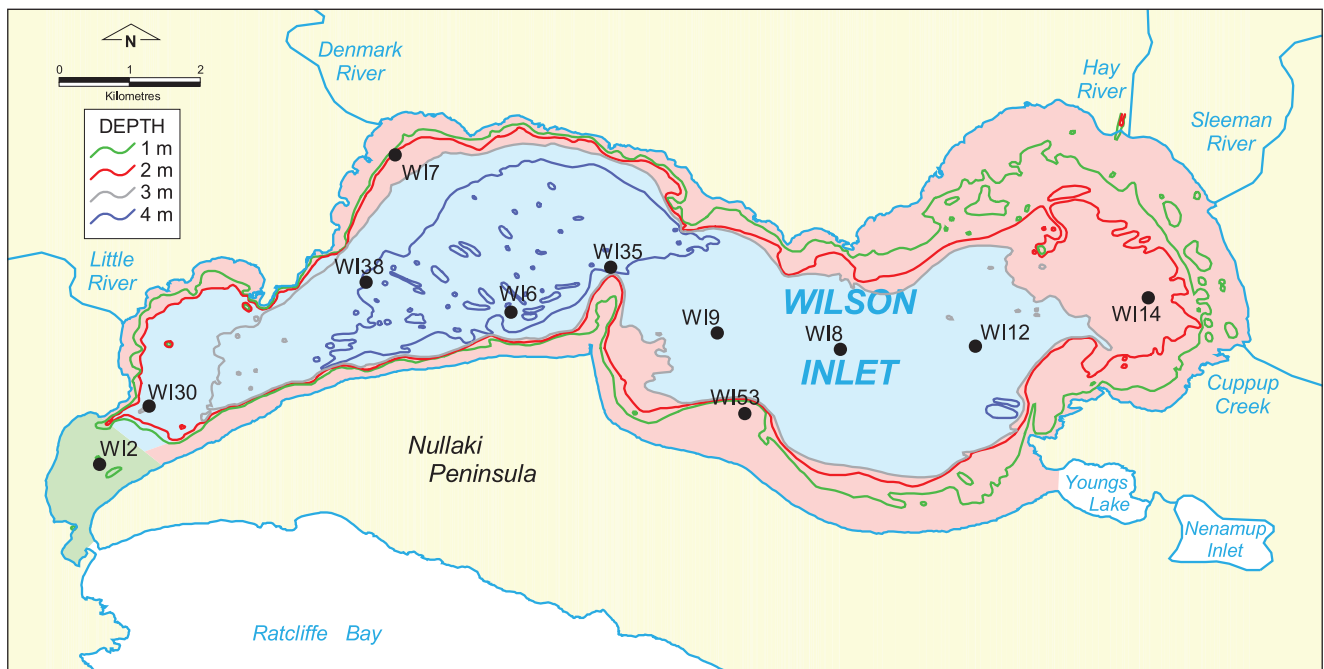 N
0 1 2
Kilometres
DEPTH
1 m
2 m
3 m
4 m
Denmark
River
Hay
River
Sleeman
River
Little
River
WI7
WI38
WI35
WI6
WI9
WI8
WI12
WI14
WI30
WI53
WI2
WILSON
INLET
Cuppup
Creek
Nullaki
Peninsula
Youngs
Lake
Nenamup
Inlet
Ratcliffe Bay